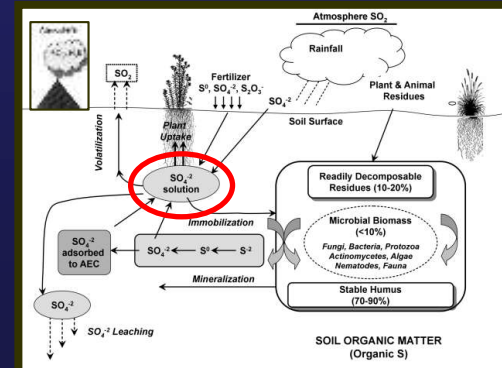 Atmosphere SO2
Rainfall
SO2
Fertilizer
S⁰, SO4⁻², S2O3⁻
SO4⁻²
Plant & Animal
Residues
Soil Surface
Volatilization
Plant
Uptake
SO4⁻²
solution
Immobilization
Readily Decomposable
Residues (10-20%)
Microbial Biomass
(<10%)
Fungi, Bacteria, Protozoa
Actinomycetes, Algae
Nematodes, Fauna
SO4⁻²
adsorbed
to AEC
SO4⁻² ← S⁰ ← S⁻²
Mineralization
Stable Humus
(70-90%)
SO4⁻²
SO4⁻² Leaching
SOIL ORGANIC MATTER
(Organic S)